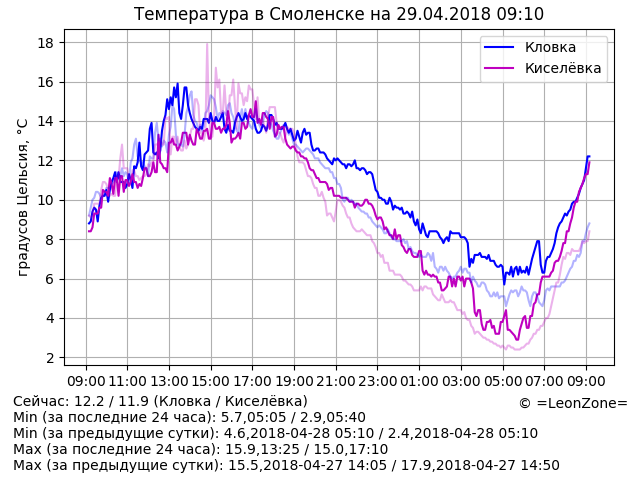 Температура в Смоленске на 29.04.2018 09:10
18
16
14
12
10
8
6
4
2
градусов Цельсия, °C
Кловка
Киселёвка
09:00 11:00 13:00 15:00 17:00 19:00 21:00 23:00 01:00 03:00 05:00 07:00 09:00
Сейчас: 12.2 / 11.9 (Кловка / Киселёвка)
© =LeonZone=
Min (за последние 24 часа): 5.7,05:05 / 2.9,05:40
Min (за предыдущие сутки): 4.6,2018-04-28 05:10 / 2.4,2018-04-28 05:10
Max (за последние 24 часа): 15.9,13:25 / 15.0,17:10
Max (за предыдущие сутки): 15.5,2018-04-27 14:05 / 17.9,2018-04-27 14:50